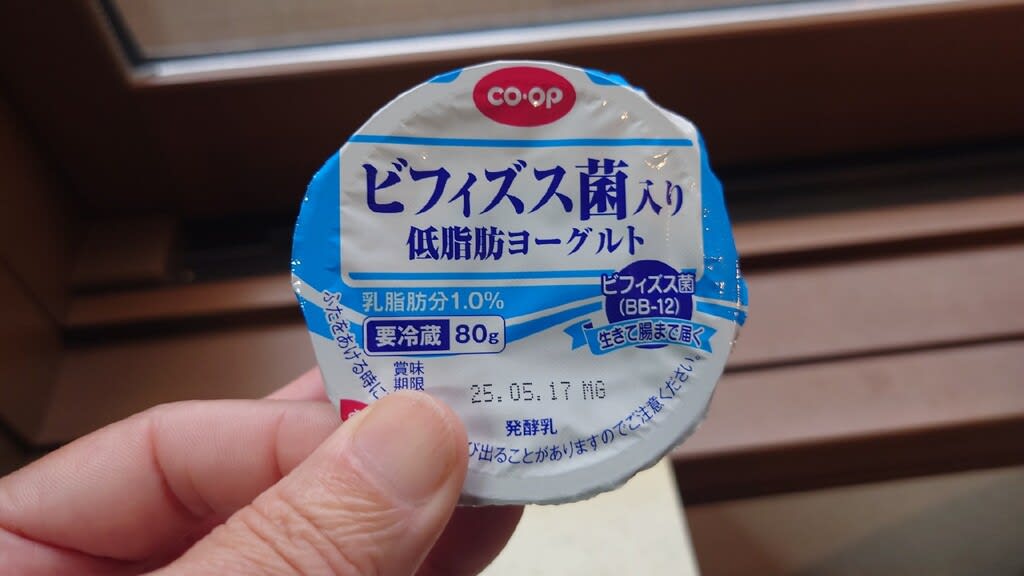 CO·OP
ビフィズス菌入り
低脂肪ヨーグルト
乳脂肪分1.0%
ビフィズス菌
(BB-12)
生きて腸まで届く
要冷蔵 80g
賞味
期限
25.05.17 MG
発酵乳
ふたをあける時に
び出ることがありますのでご注意ください。